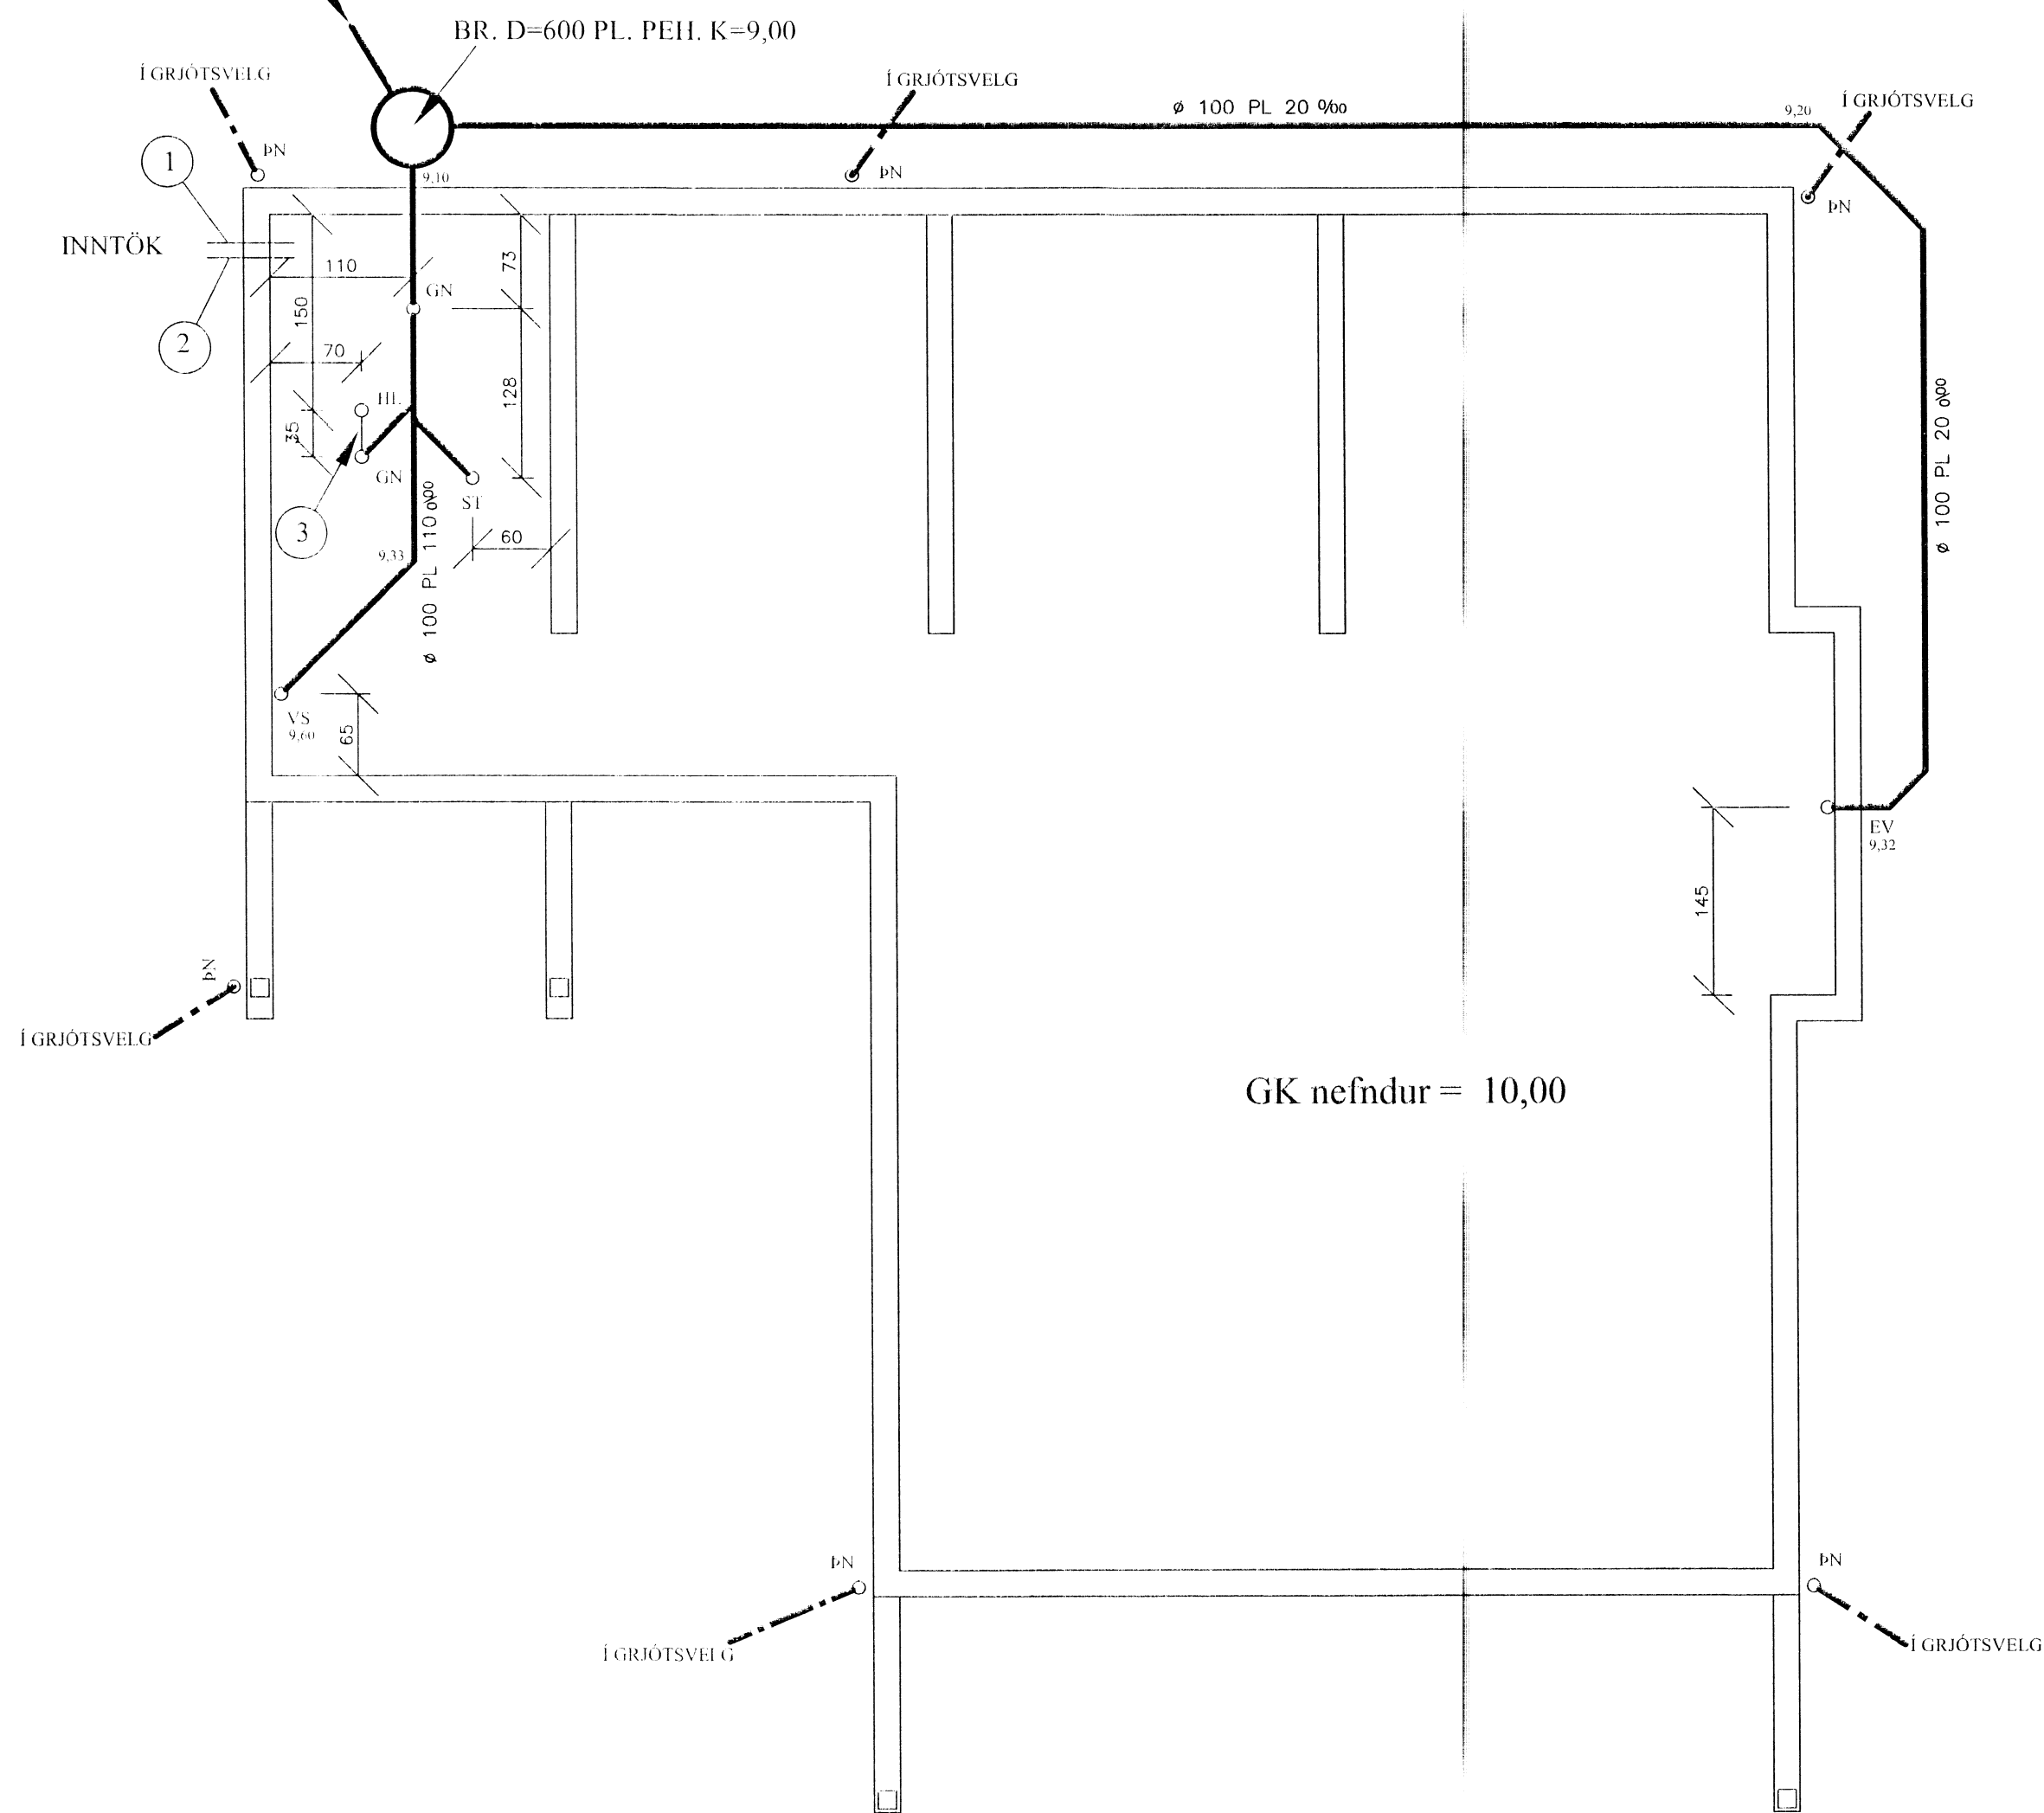 BR. D=600 PL. PEH. K=9,00
Í GRJÓTSVELG
Í GRJÓTSVELG
ø 100 PL 20 ‰
9,20
Í GRJÓTSVELG
1
ÞN
9,10
ÞN
ÞN
INNTÖK
110
73
GN
150
2
70
128
HL
35
GN
ST
3
60
9,33
ø 100 PL 110 ‰
ø 100 PL 20 ‰
VS
9,60
65
EV
9,32
145
ÞN
Í GRJÓTSVELG
GK nefndur = 10,00
ÞN
ÞN
Í GRJÓTSVELG
Í GRJÓTSVELG